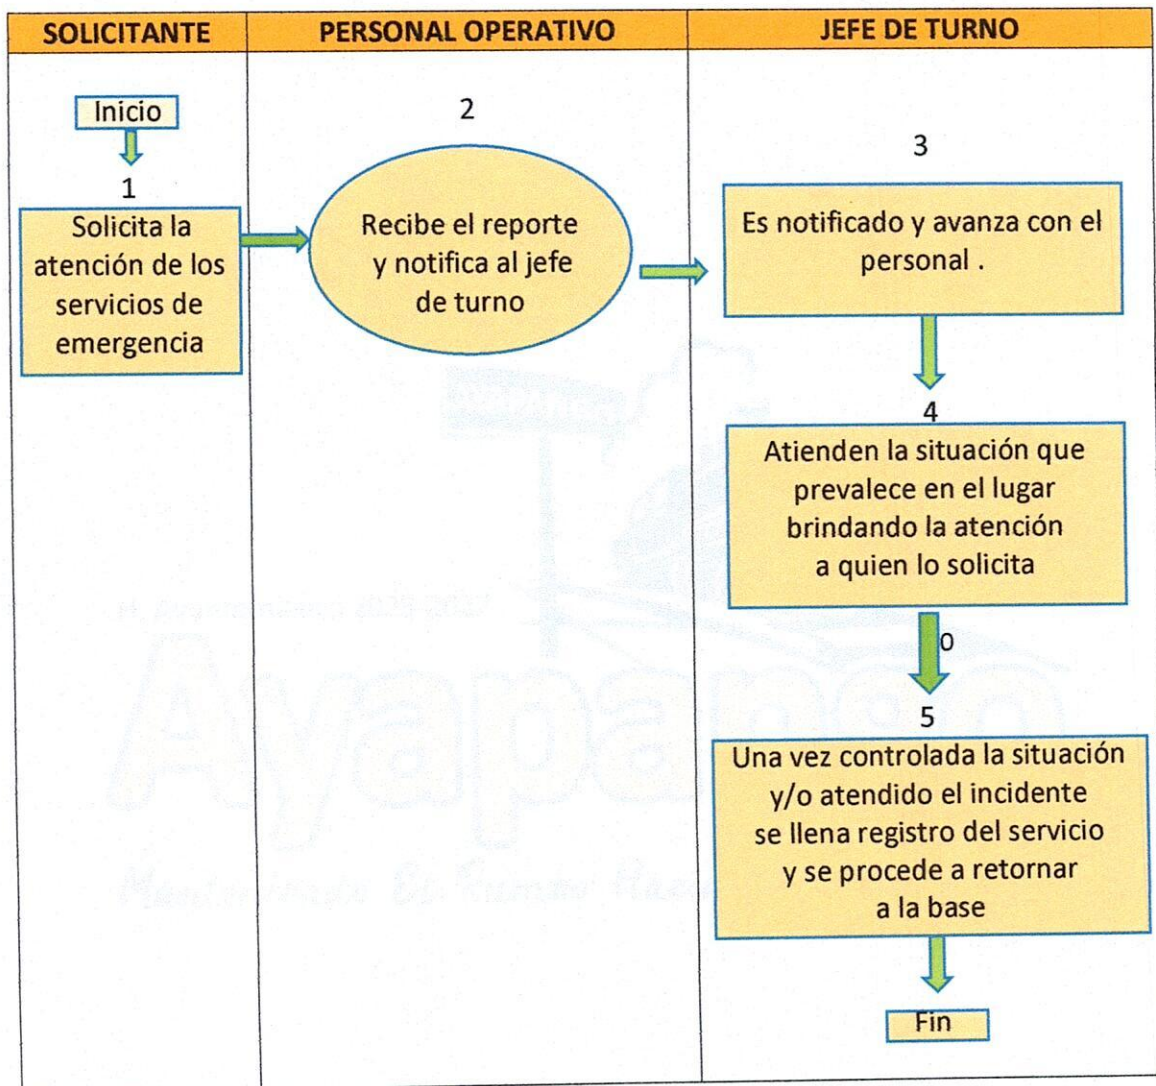 SOLICITANTE
PERSONAL OPERATIVO
JEFE DE TURNO
Inicio
1
Solicita la
atención de los
servicios de
emergencia
2
Recibe el reporte
y notifica al jefe
de turno
3
Es notificado y avanza con el
personal .
4
Atienden la situación que
prevalece en el lugar
brindando la atención
a quien lo solicita
0
5
Una vez controlada la situación
y/o atendido el incidente
se llena registro del servicio
y se procede a retornar
a la base
Fin
Ayapango